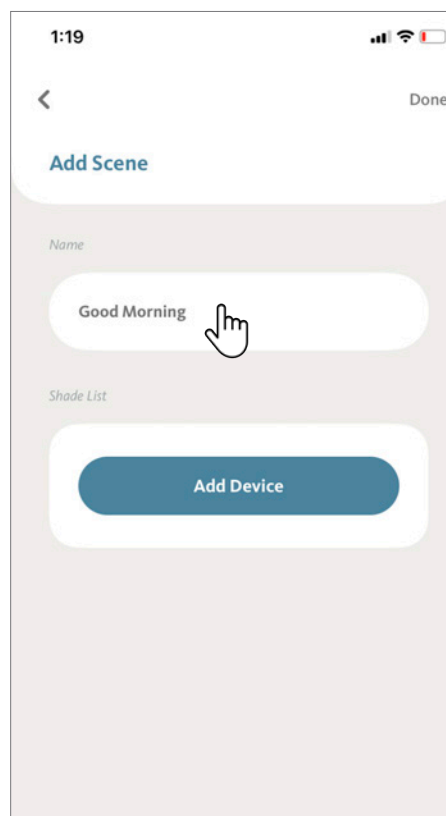 1:19
Done
Add Scene
Name
Good Morning
Shade List
Add Device